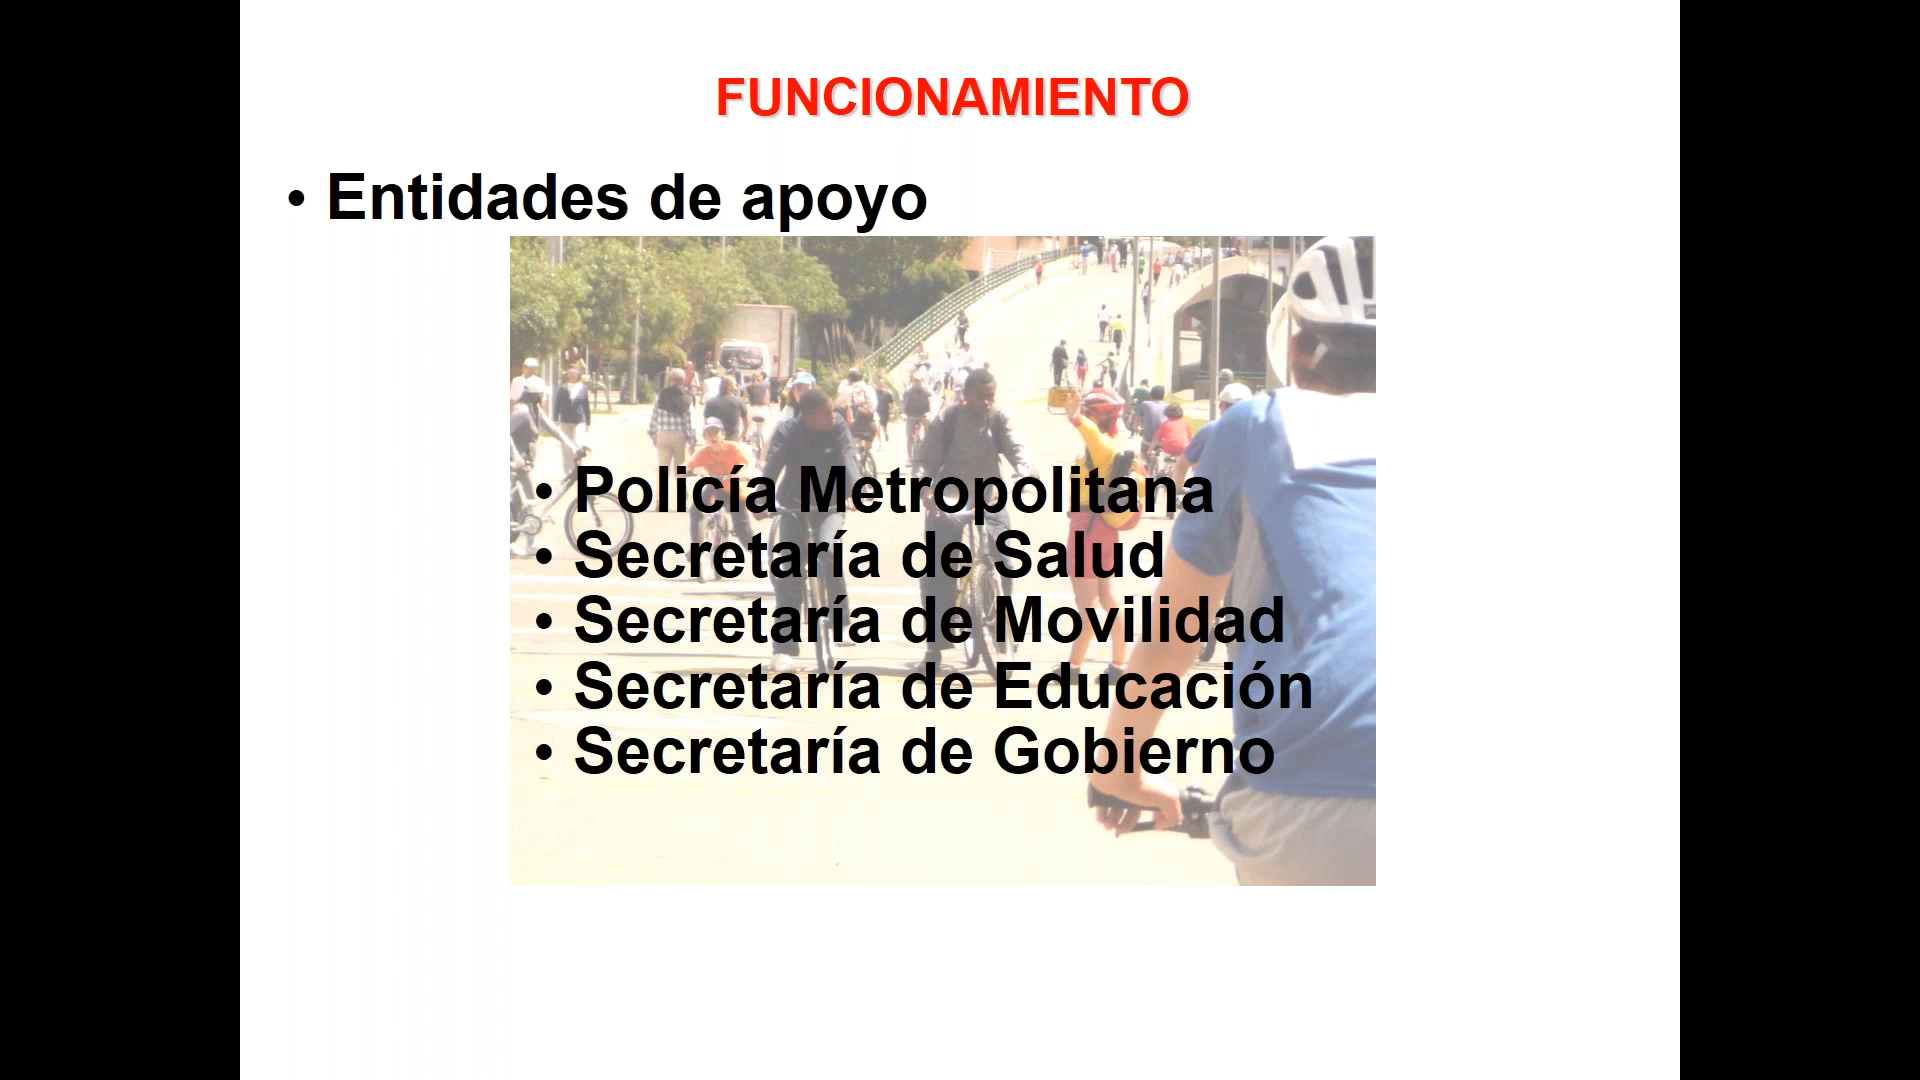 FUNCIONAMIENTO
• Entidades de apoyo
• Policía Metropolitana
• Secretaría de Salud
• Secretaría de Movilidad
• Secretaría de Educación
• Secretaría de Gobierno